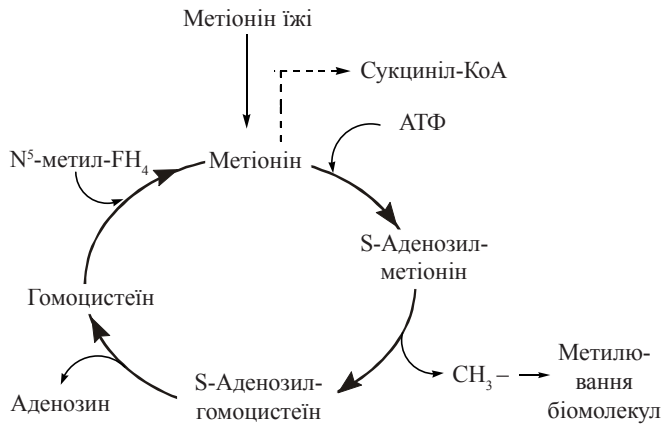 Метіонін їжі
Сукциніл-КоА
АТФ
N⁵-метил-FH₄
Метіонін
S-Аденозил-
метіонін
Гомоцистеїн
CH₃ –
Метилю-
вання
біомолекул
S-Аденозил-
гомоцистеїн
Аденозин